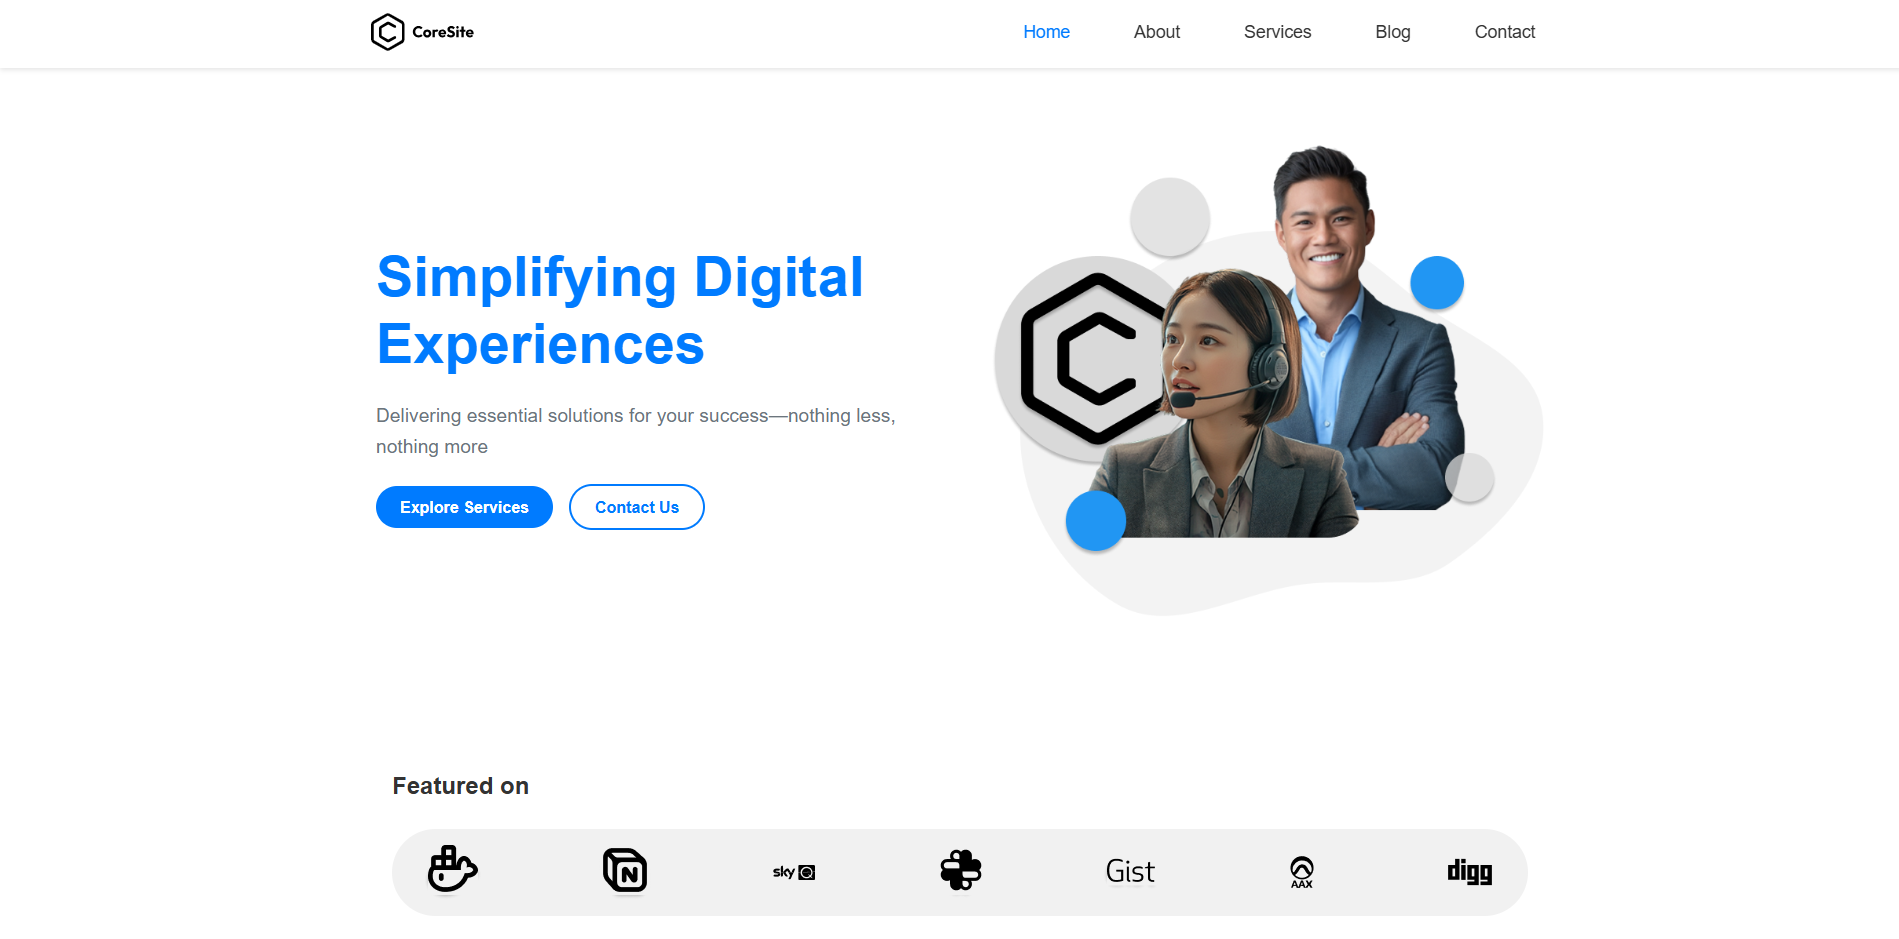 CoreSite
Home About Services Blog Contact
Simplifying Digital
Experiences
Delivering essential solutions for your success—nothing less,
nothing more
Explore Services Contact Us
Featured on
N sky Q Gist AAX digg